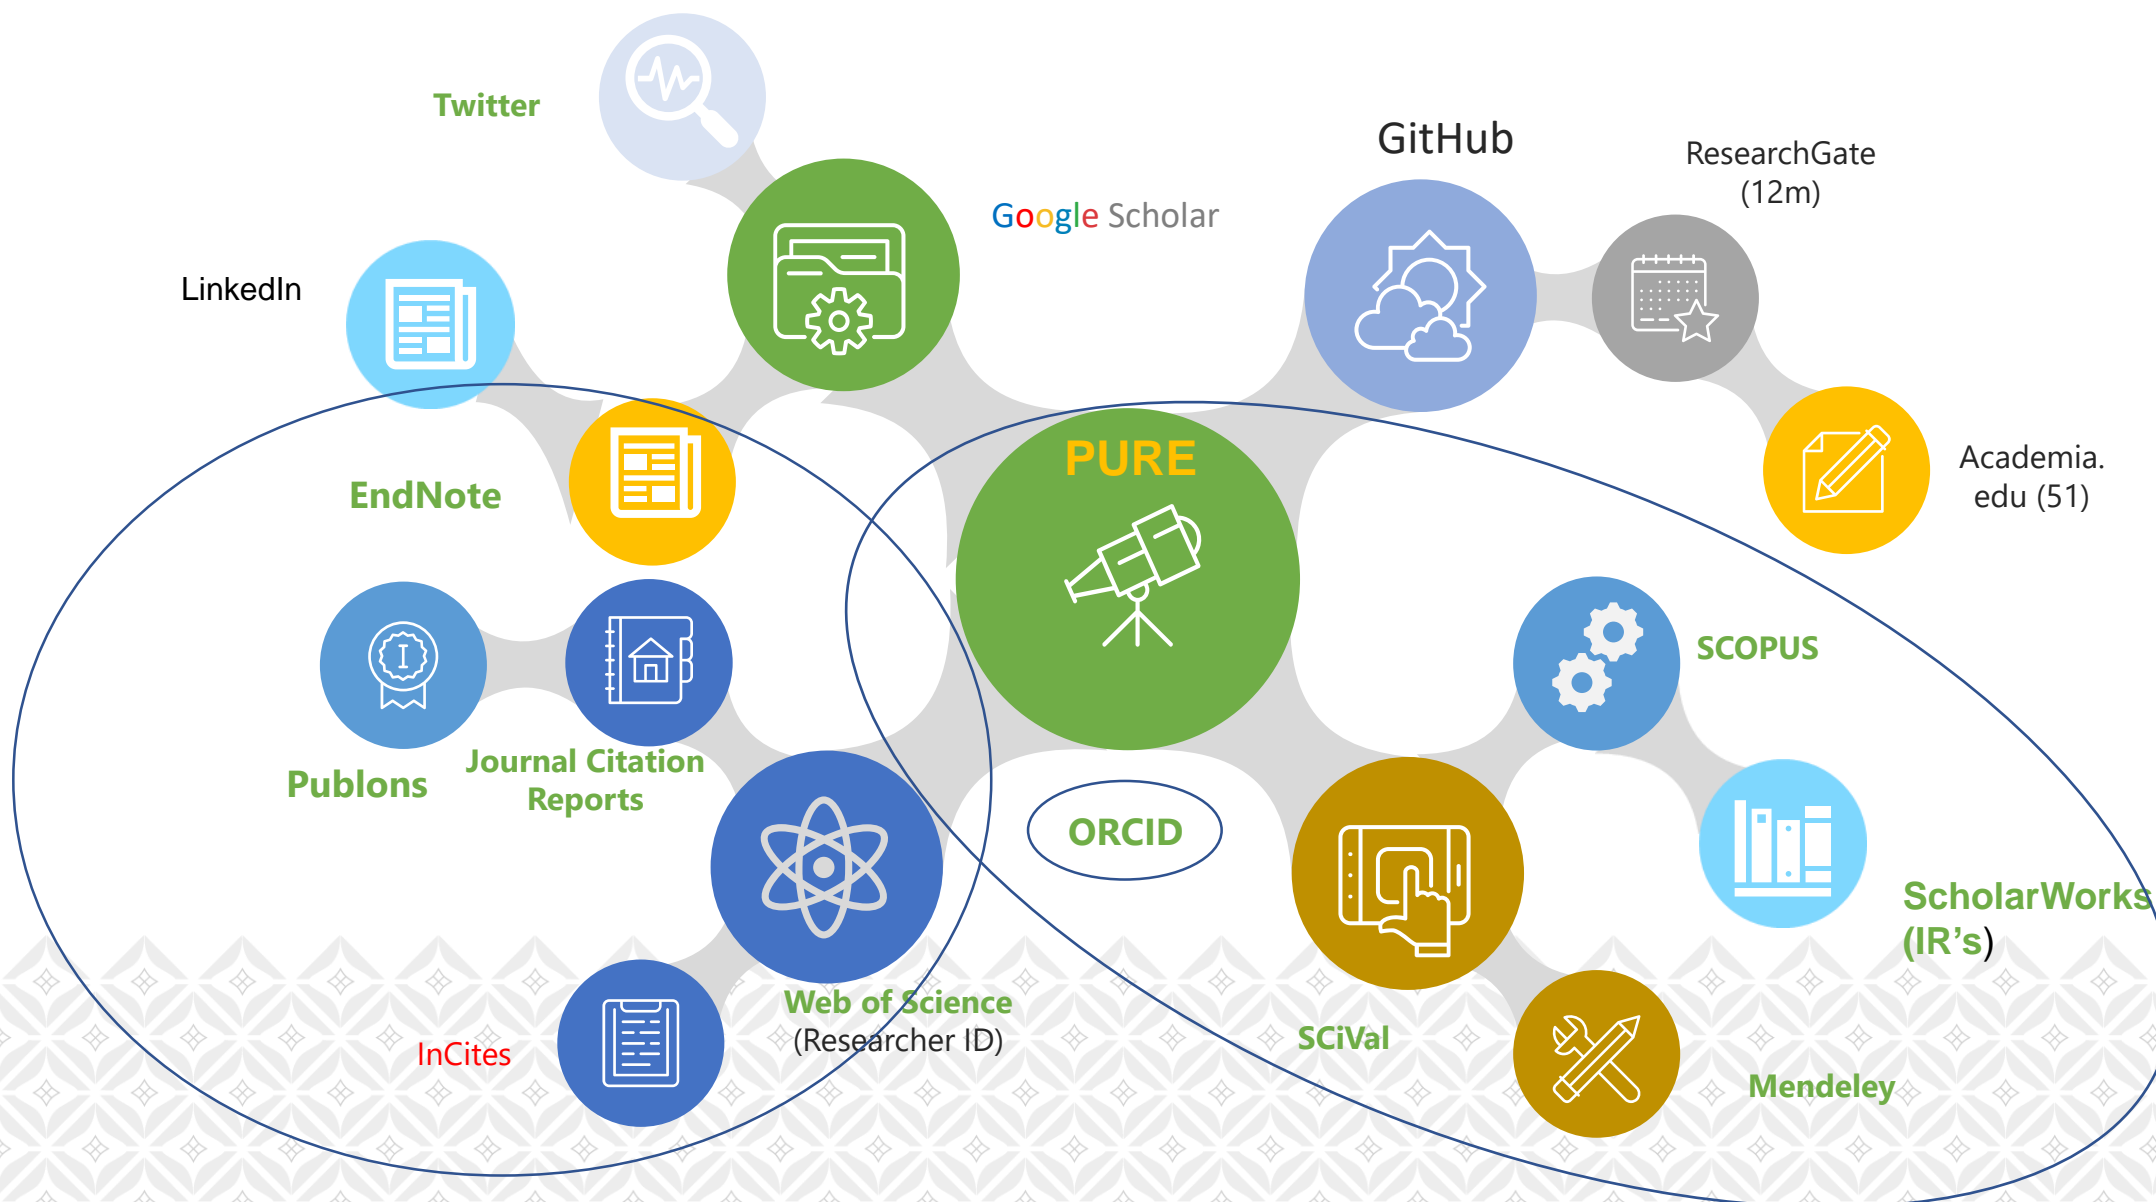 Twitter
GitHub
ResearchGate
(12m)
Google Scholar
LinkedIn
PURE
Academia.
edu (51)
EndNote
SCOPUS
Publons
Journal Citation
Reports
ORCID
ScholarWorks
(IR’s)
Web of Science
(Researcher ID)
InCites
SCiVal
Mendeley